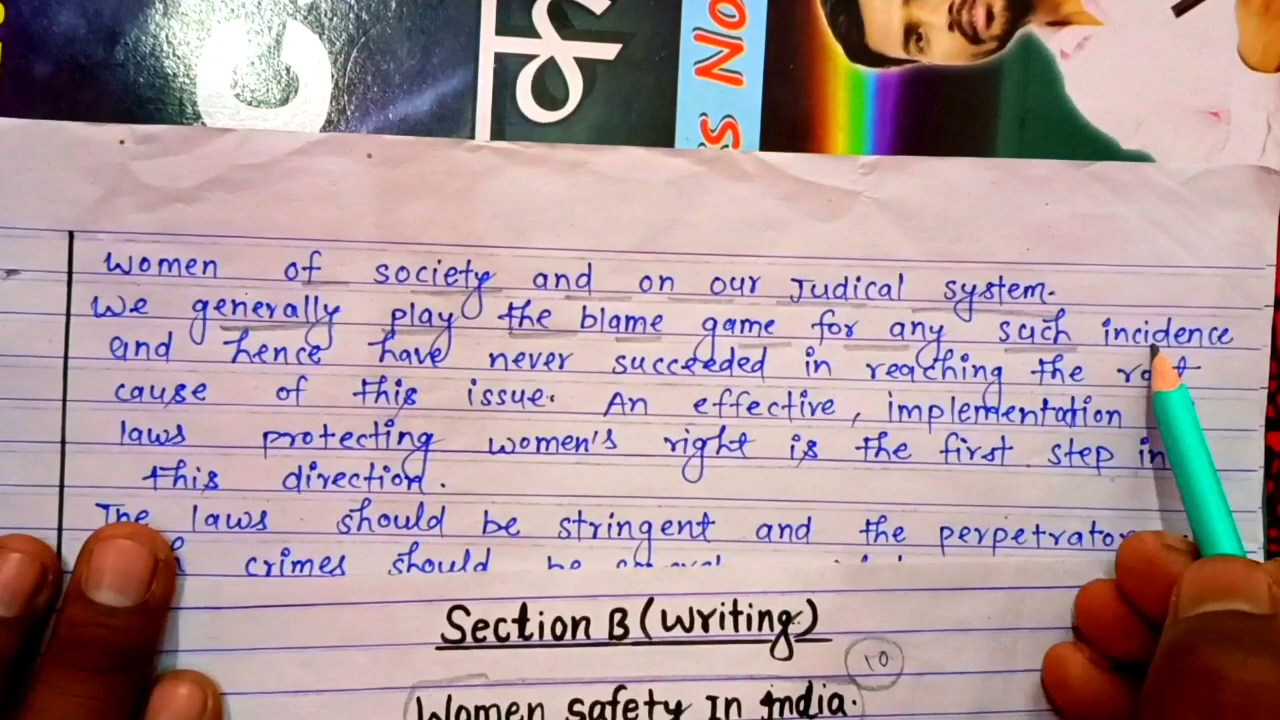 क
S No
women of society and on our Judical system.
We generally play the blame game for any such incidence
and hence have never succeeded in reaching the root
cause of this issue. An effective, implementation
laws protecting women's right is the first step in
this direction.
The laws should be stringent and the perpetrator
crimes should be
Section B (Writing)
10
Women safety In india.